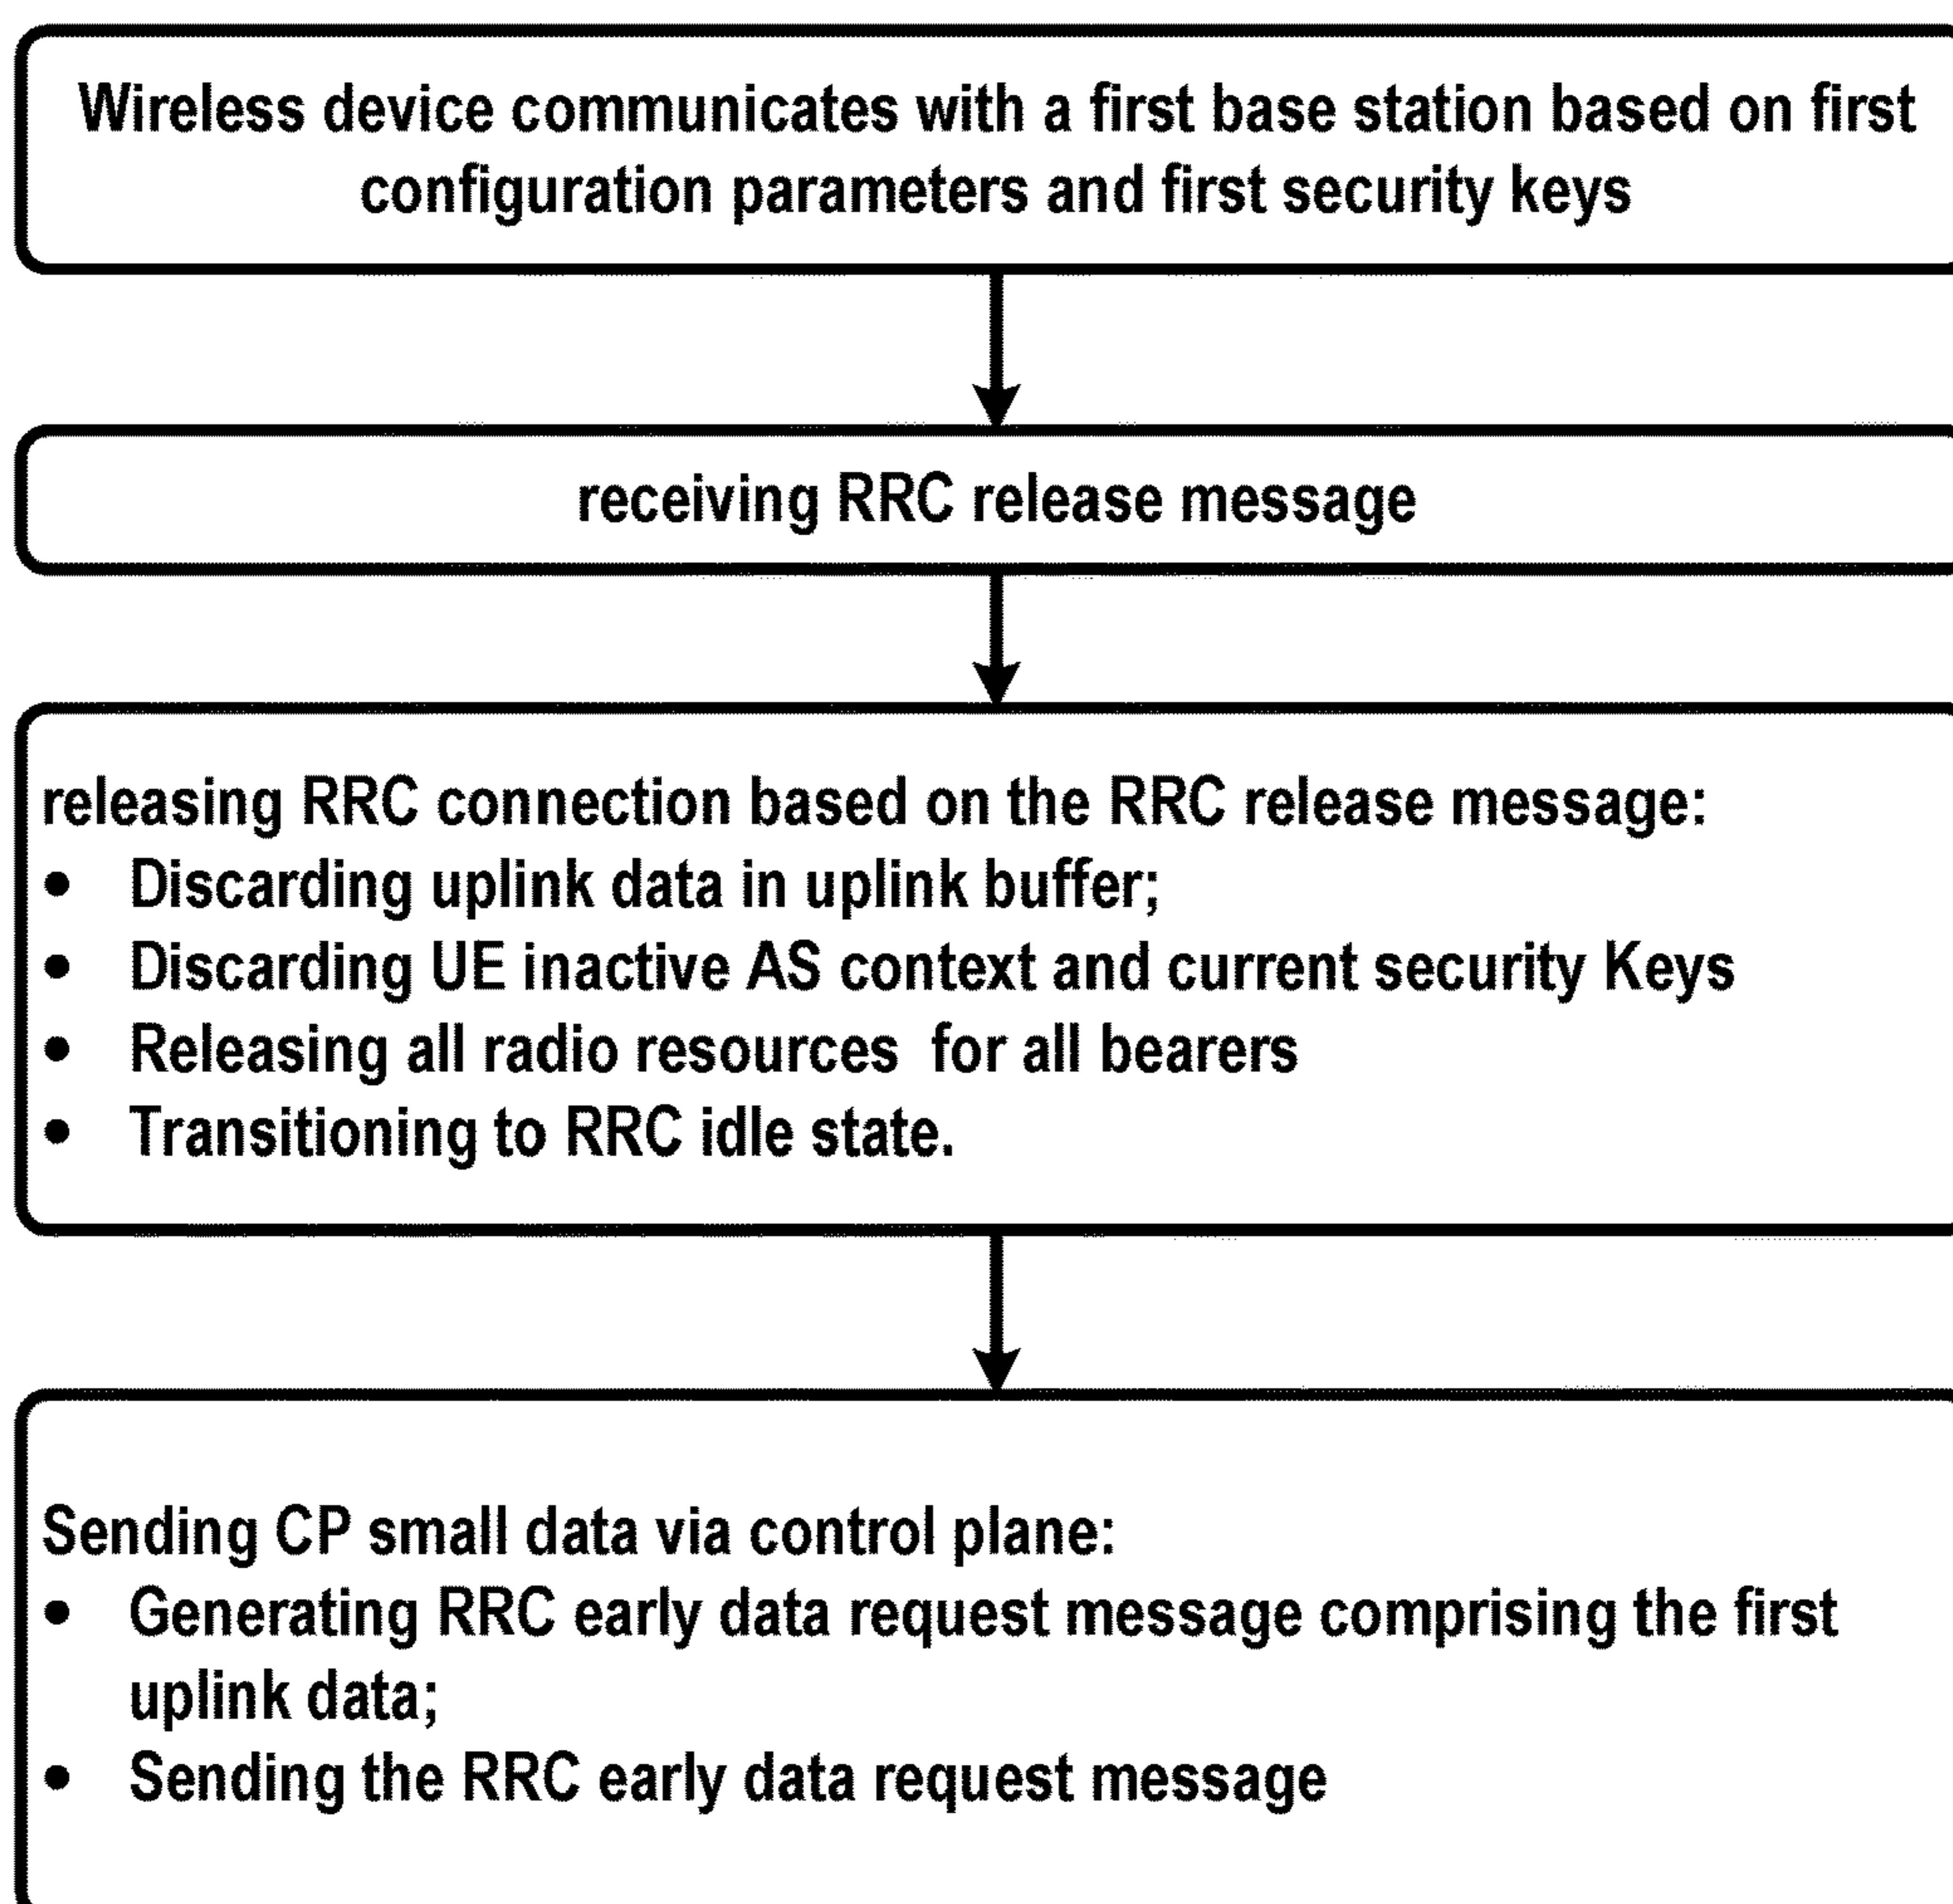 Wireless device communicates with a first base station based on first
configuration parameters and first security keys
receiving RRC release message
releasing RRC connection based on the RRC release message:
• Discarding uplink data in uplink buffer;
• Discarding UE inactive AS context and current security Keys
• Releasing all radio resources  for all bearers
• Transitioning to RRC idle state.
Sending CP small data via control plane:
• Generating RRC early data request message comprising the first
uplink data;
• Sending the RRC early data request message